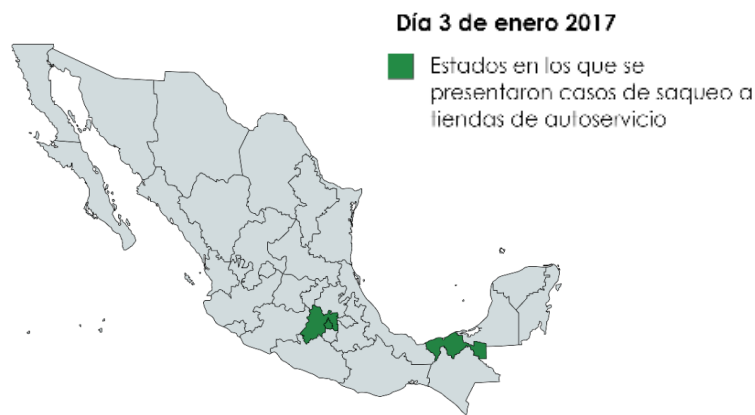 Día 3 de enero 2017
Estados en los que se
presentaron casos de saqueo a
tiendas de autoservicio